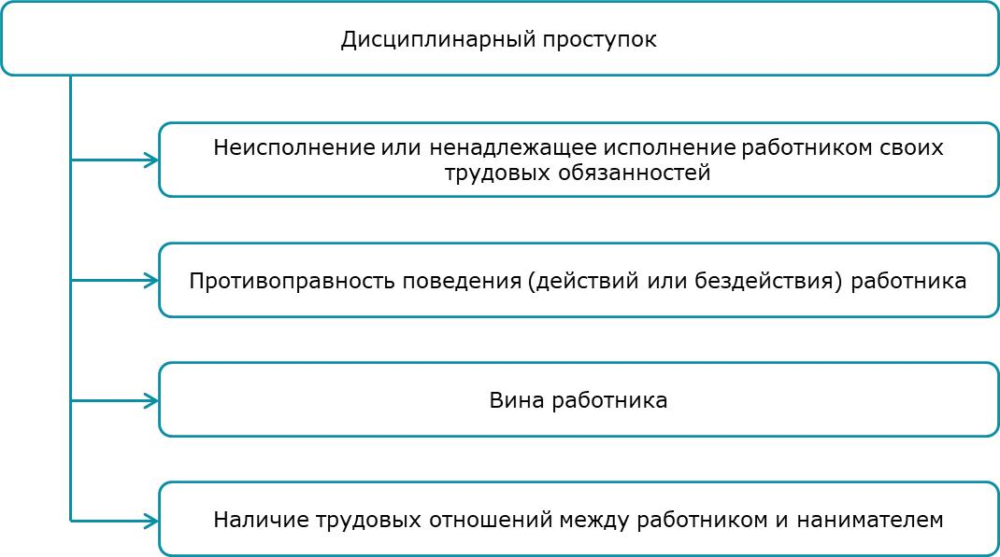 Дисциплинарный проступок
Неисполнение или ненадлежащее исполнение работником своих
трудовых обязанностей
Противоправность поведения (действий или бездействия) работника
Вина работника
Наличие трудовых отношений между работником и нанимателем